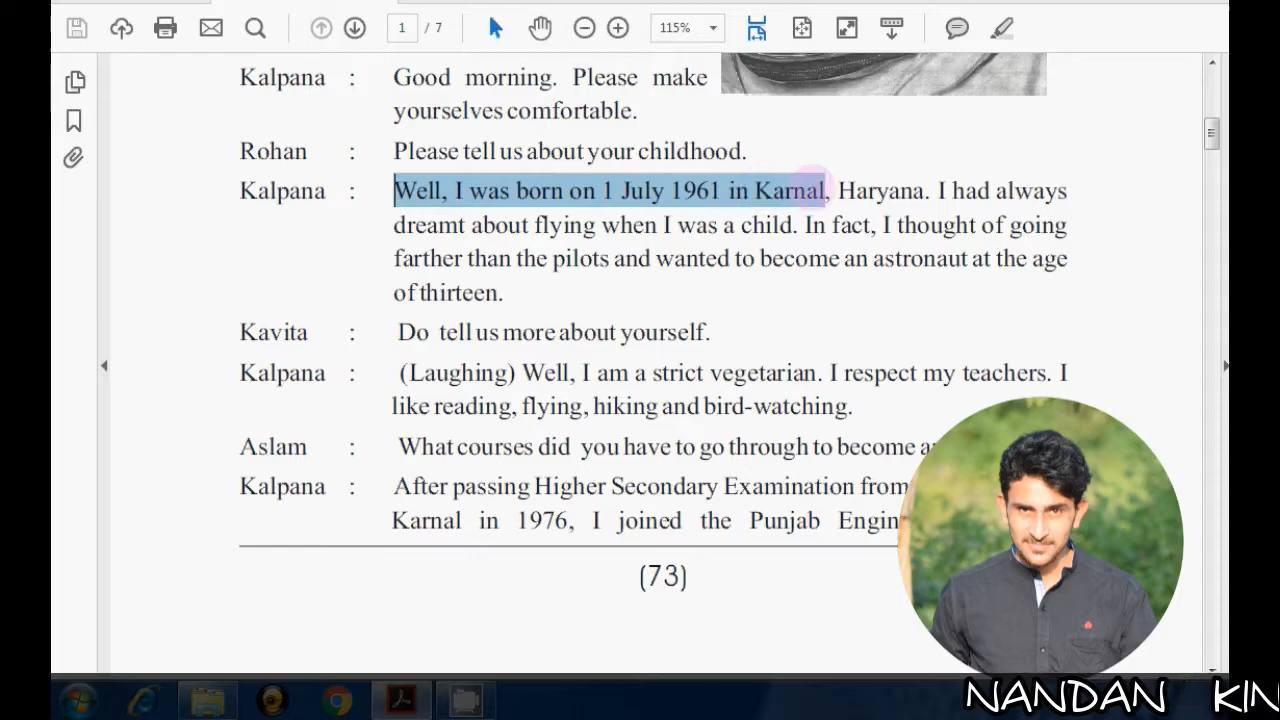 1 / 7 115%
Kalpana : Good morning. Please make
yourselves comfortable.
Rohan : Please tell us about your childhood.
Kalpana : Well, I was born on 1 July 1961 in Karnal, Haryana. I had always
dreamt about flying when I was a child. In fact, I thought of going
farther than the pilots and wanted to become an astronaut at the age
of thirteen.
Kavita : Do tell us more about yourself.
Kalpana : (Laughing) Well, I am a strict vegetarian. I respect my teachers. I
like reading, flying, hiking and bird-watching.
Aslam : What courses did you have to go through to become
Kalpana : After passing Higher Secondary Examination from
Karnal in 1976, I joined the Punjab
(73)
NANDAN KIN